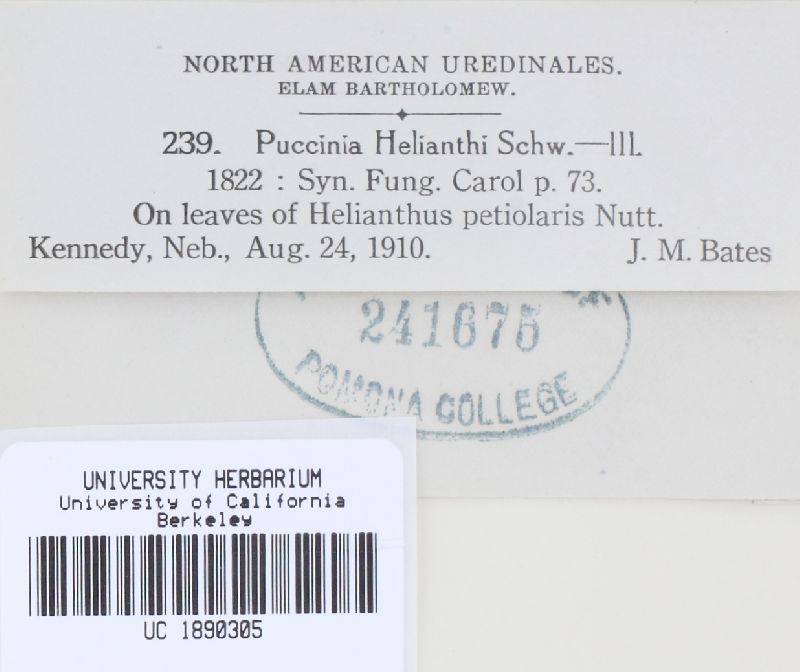 NORTH AMERICAN UREDINALES.
ELAM BARTHOLOMEW.
239. Puccinia Helianthi Schw.—III.
1822 : Syn. Fung. Carol p. 73.
On leaves of Helianthus petiolaris Nutt.
Kennedy, Neb., Aug. 24, 1910. J. M. Bates
241675
POMONA COLLEGE
UNIVERSITY HERBARIUM
University of California
Berkeley
UC 1890305